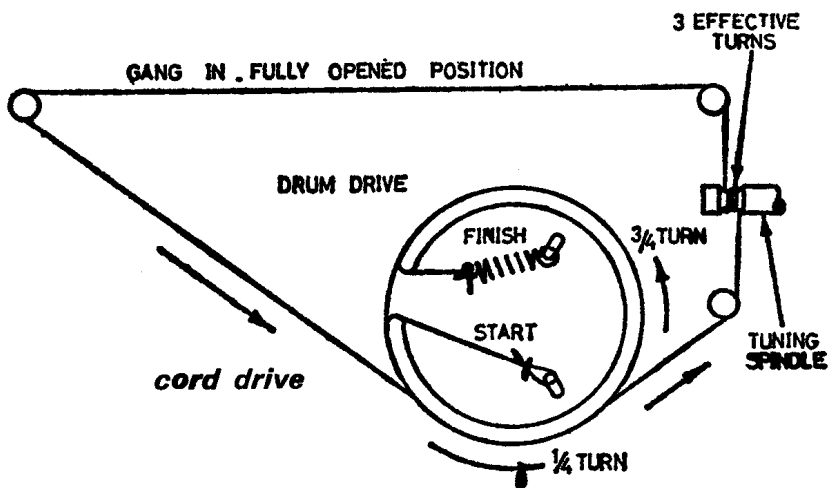 3 EFFECTIVE
TURNS
GANG IN . FULLY OPENED POSITION
DRUM DRIVE
FINISH
3/4 TURN
START
TUNING
SPINDLE
cord drive
1/4 TURN